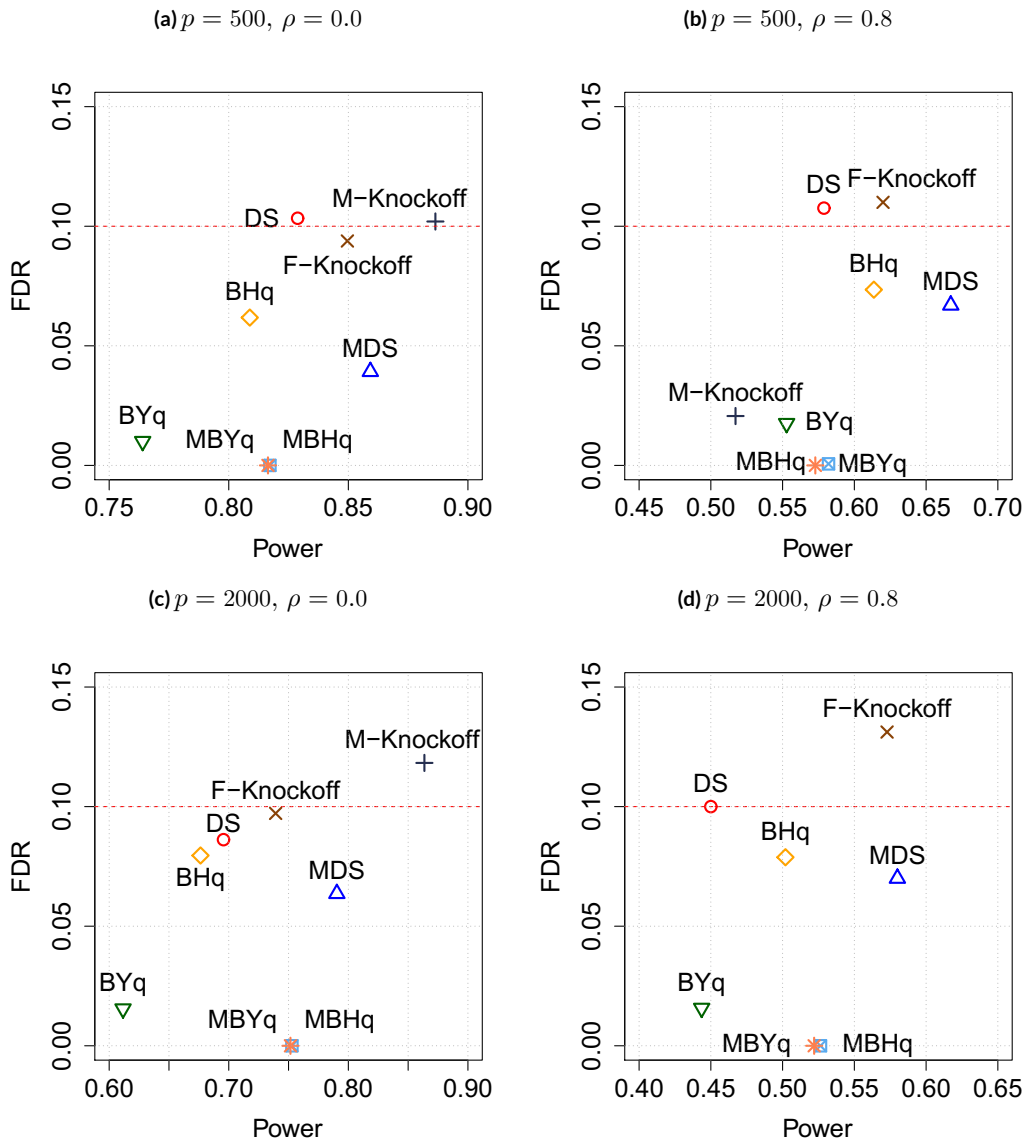 (a) p = 500, ρ = 0.0
FDR
0.15
0.10
0.05
0.00
M−Knockoff
DS
F−Knockoff
BHq
MDS
BYq
MBYq
MBHq
0.75
0.80
0.85
0.90
Power
(b) p = 500, ρ = 0.8
FDR
0.15
0.10
0.05
0.00
F−Knockoff
DS
BHq
MDS
M−Knockoff
BYq
MBHq
MBYq
0.45
0.50
0.55
0.60
0.65
0.70
Power
(c) p = 2000, ρ = 0.0
FDR
0.15
0.10
0.05
0.00
M−Knockoff
F−Knockoff
DS
BHq
MDS
BYq
MBYq
MBHq
0.60
0.70
0.80
0.90
Power
(d) p = 2000, ρ = 0.8
FDR
0.15
0.10
0.05
0.00
F−Knockoff
DS
BHq
MDS
BYq
MBYq
MBHq
0.40
0.45
0.50
0.55
0.60
0.65
Power